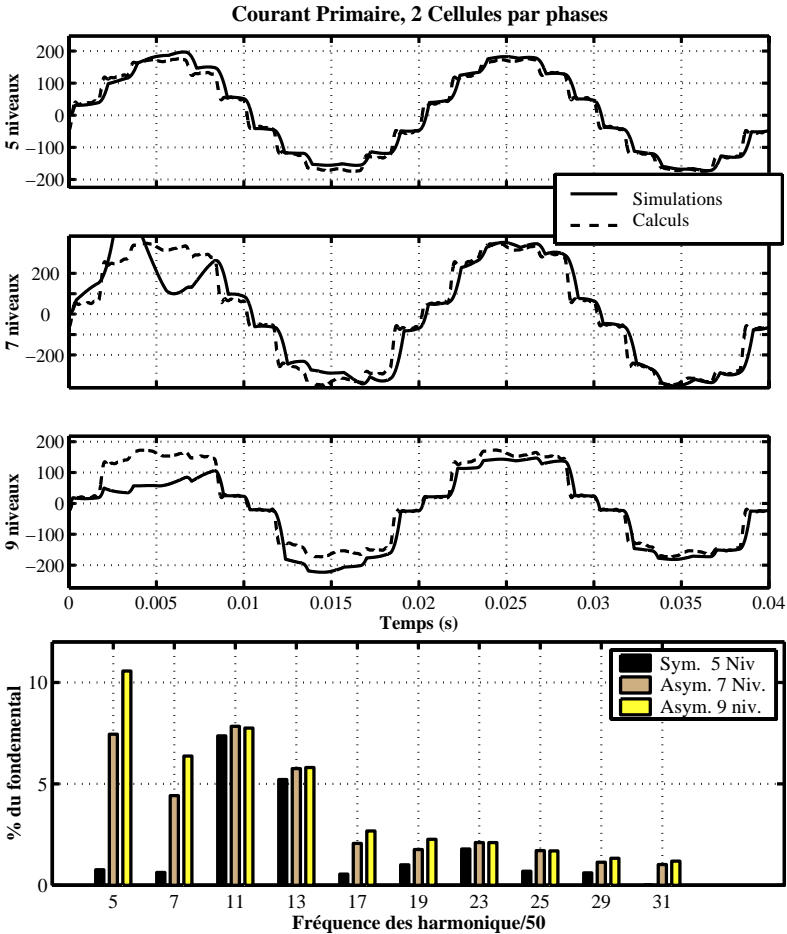 Courant Primaire, 2 Cellules par phases
5 niveaux
200
100
0
−100
−200
Simulations
Calculs
7 niveaux
200
0
−200
9 niveaux
200
100
0
−100
−200
0 0.005 0.01 0.015 0.02 0.025 0.03 0.035 0.04
Temps (s)
% du fondemental
10
5
0
Sym. 5 Niv
Asym. 7 Niv.
Asym. 9 niv.
5 7 11 13 17 19 23 25 29 31
Fréquence des harmonique/50